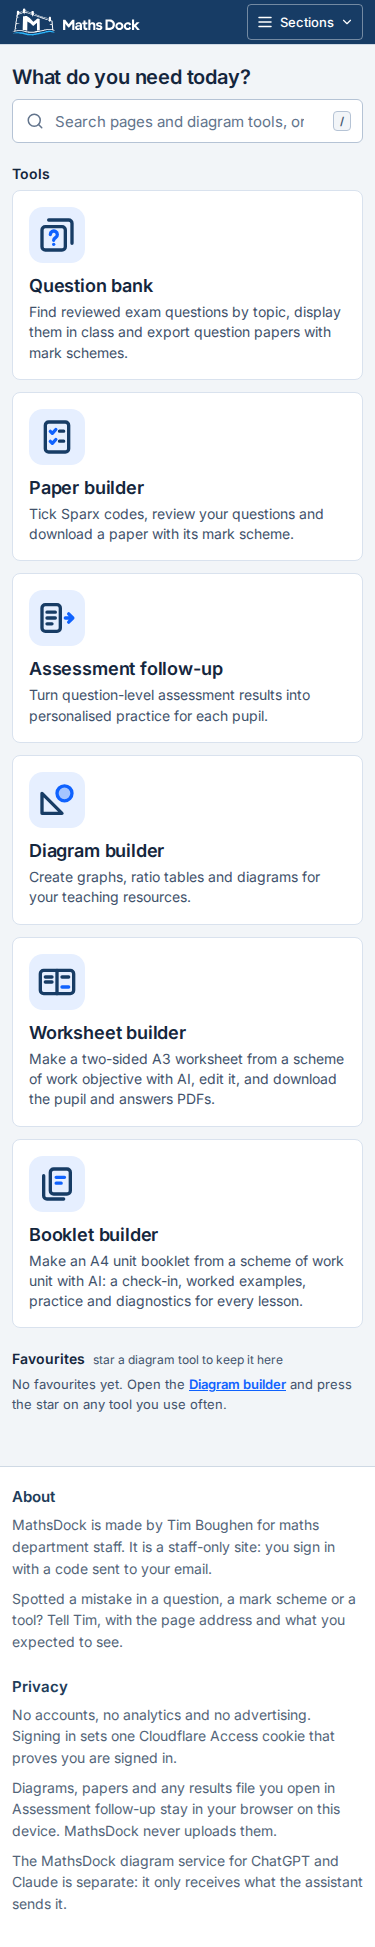 Maths Dock
Sections
What do you need today?
Search pages and diagram tools, or
/
Tools
Question bank
Find reviewed exam questions by topic, display
them in class and export question papers with
mark schemes.
Paper builder
Tick Sparx codes, review your questions and
download a paper with its mark scheme.
Assessment follow-up
Turn question-level assessment results into
personalised practice for each pupil.
Diagram builder
Create graphs, ratio tables and diagrams for
your teaching resources.
Worksheet builder
Make a two-sided A3 worksheet from a scheme
of work objective with AI, edit it, and download
the pupil and answers PDFs.
Booklet builder
Make an A4 unit booklet from a scheme of work
unit with AI: a check-in, worked examples,
practice and diagnostics for every lesson.
Favourites star a diagram tool to keep it here
No favourites yet. Open the Diagram builder and press
the star on any tool you use often.
About
MathsDock is made by Tim Boughen for maths
department staff. It is a staff-only site: you sign in
with a code sent to your email.
Spotted a mistake in a question, a mark scheme or a
tool? Tell Tim, with the page address and what you
expected to see.
Privacy
No accounts, no analytics and no advertising.
Signing in sets one Cloudflare Access cookie that
proves you are signed in.
Diagrams, papers and any results file you open in
Assessment follow-up stay in your browser on this
device. MathsDock never uploads them.
The MathsDock diagram service for ChatGPT and
Claude is separate: it only receives what the assistant
sends it.